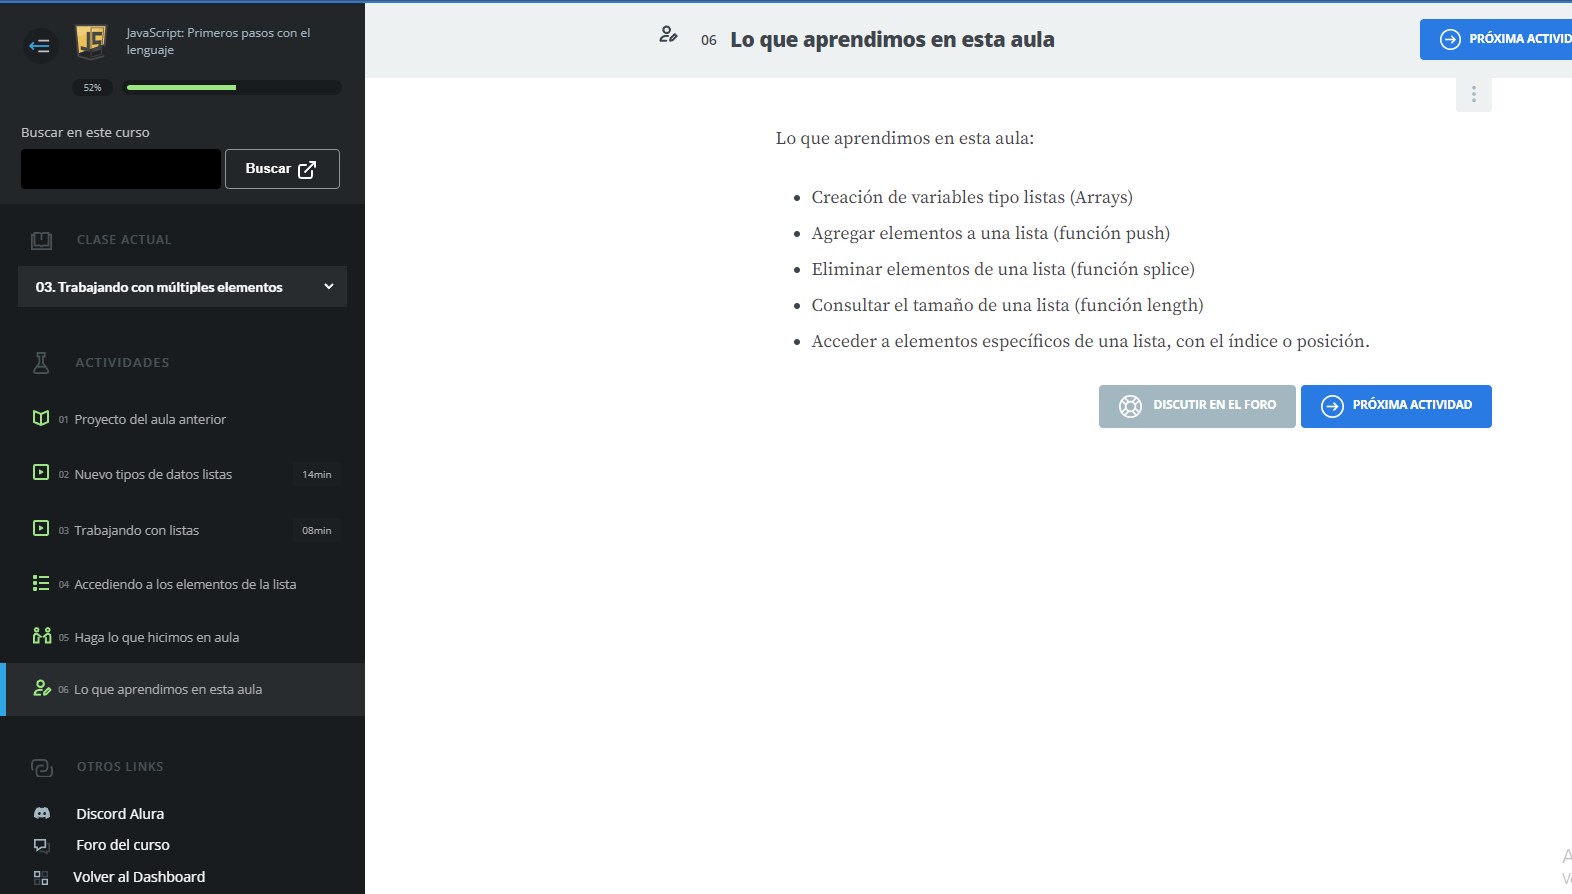 JavaScript: Primeros pasos con el
lenguaje
52%
Buscar en este curso
Buscar
CLASE ACTUAL
03. Trabajando con múltiples elementos
ACTIVIDADES
01 Proyecto del aula anterior
02 Nuevo tipos de datos listas 14min
03 Trabajando con listas 08min
04 Accediendo a los elementos de la lista
05 Haga lo que hicimos en aula
06 Lo que aprendimos en esta aula
OTROS LINKS
Discord Alura
Foro del curso
Volver al Dashboard
06 Lo que aprendimos en esta aula
PRÓXIMA ACTIVID
Lo que aprendimos en esta aula:
• Creación de variables tipo listas (Arrays)
• Agregar elementos a una lista (función push)
• Eliminar elementos de una lista (función splice)
• Consultar el tamaño de una lista (función length)
• Acceder a elementos específicos de una lista, con el índice o posición.
DISCUTIR EN EL FORO
PRÓXIMA ACTIVIDAD